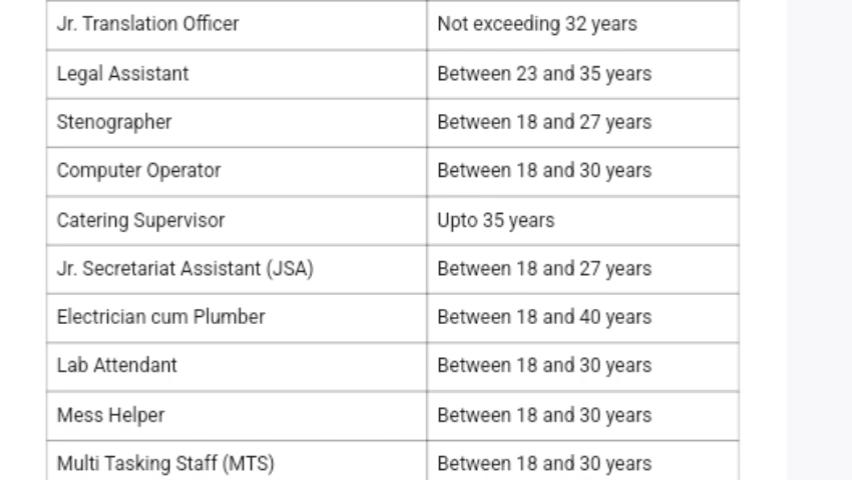 Jr. Translation Officer Not exceeding 32 years
Legal Assistant Between 23 and 35 years
Stenographer Between 18 and 27 years
Computer Operator Between 18 and 30 years
Catering Supervisor Upto 35 years
Jr. Secretariat Assistant (JSA) Between 18 and 27 years
Electrician cum Plumber Between 18 and 40 years
Lab Attendant Between 18 and 30 years
Mess Helper Between 18 and 30 years
Multi Tasking Staff (MTS) Between 18 and 30 years